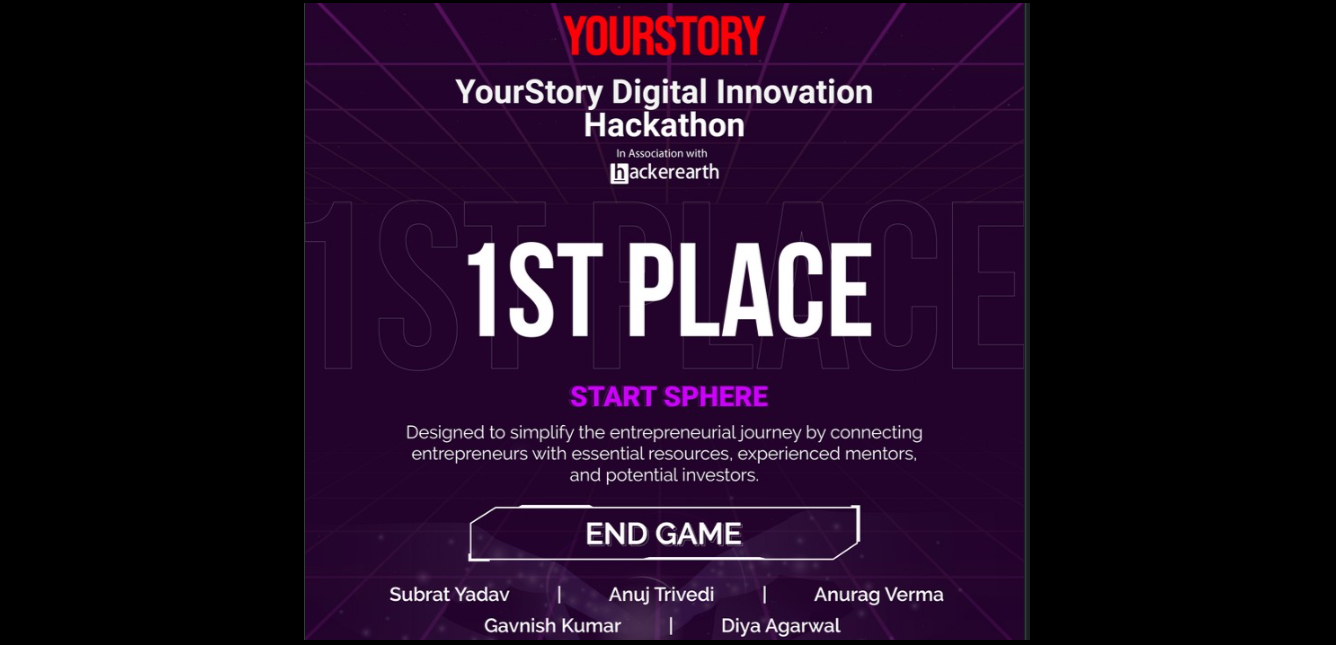 YOURSTORY
YourStory Digital Innovation
Hackathon
In Association with
hackerearth
1ST PLACE
1ST PLACE
START SPHERE
Designed to simplify the entrepreneurial journey by connecting
entrepreneurs with essential resources, experienced mentors,
and potential investors.
END GAME
Subrat Yadav | Anuj Trivedi | Anurag Verma
Gavnish Kumar | Diya Agarwal